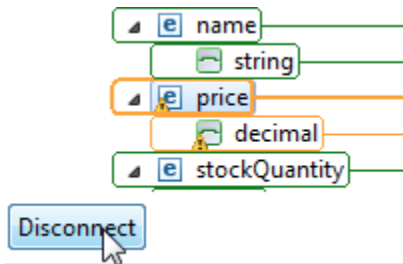 e name
string
e price
decimal
e stockQuantity
Disconnect